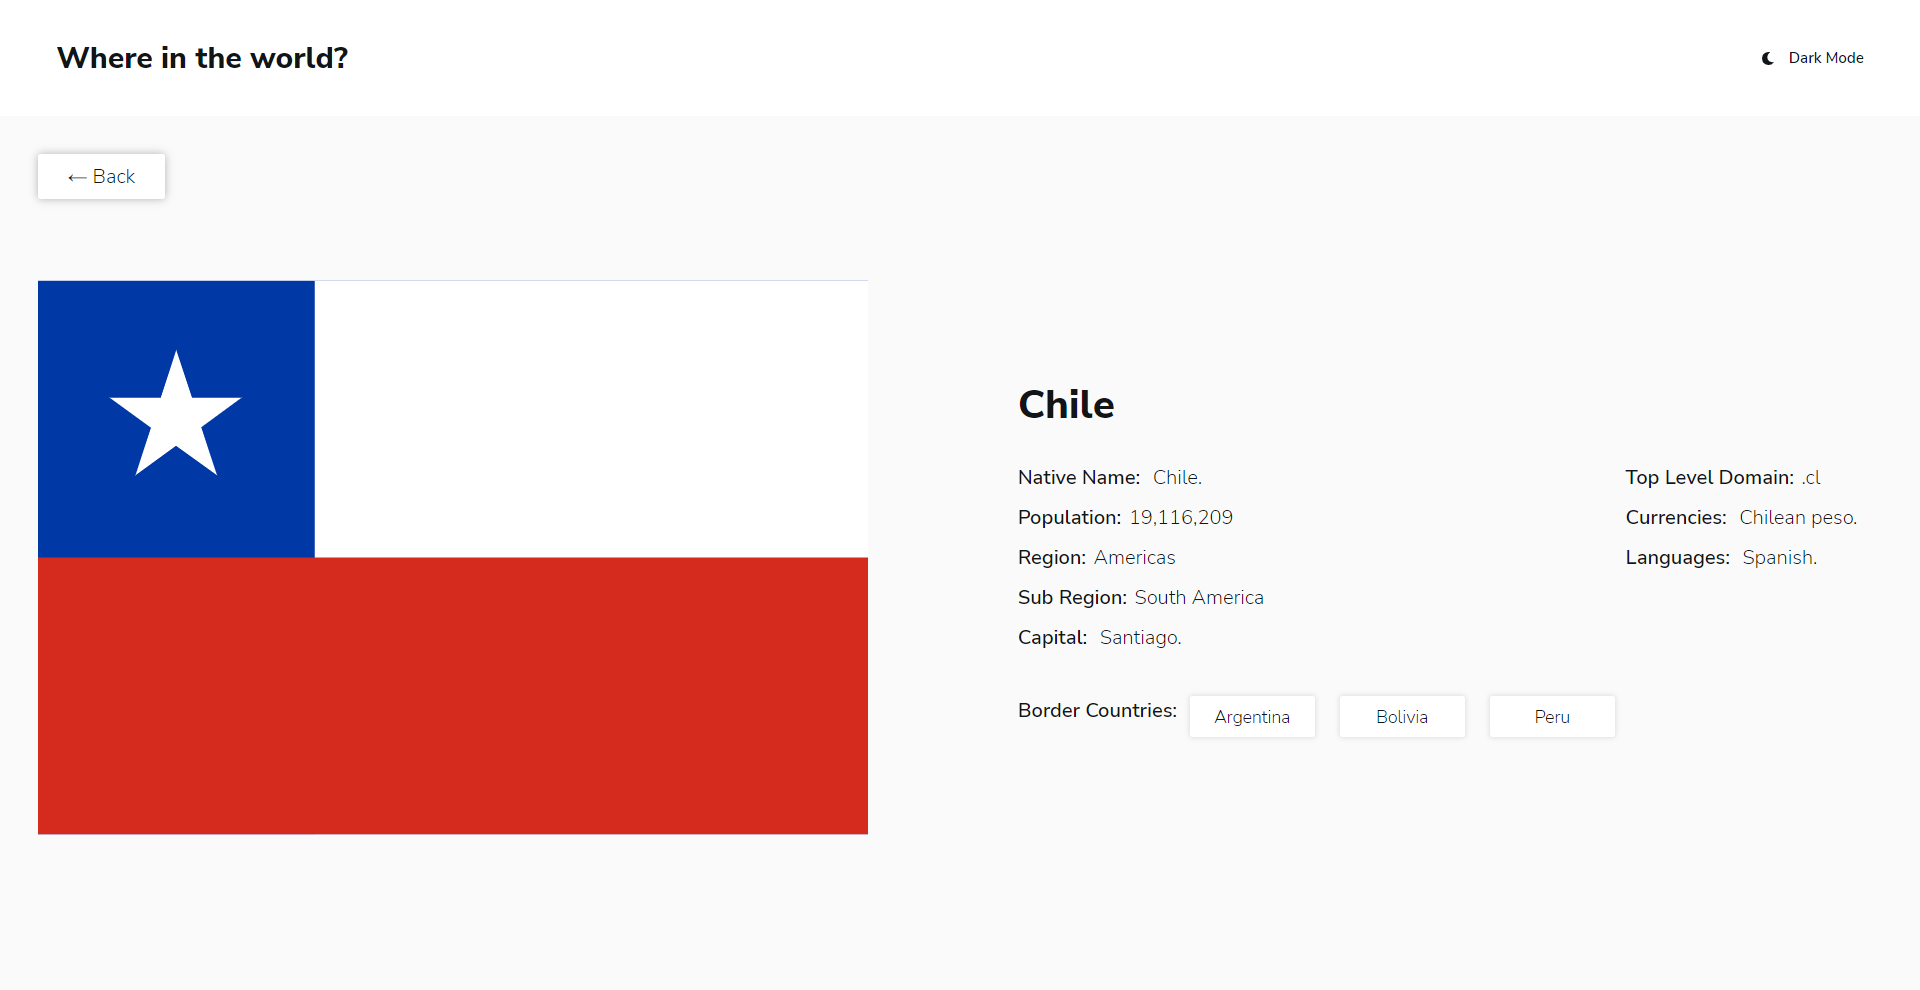 Where in the world?
Dark Mode
← Back
Chile
Native Name: Chile.
Population: 19,116,209
Region: Americas
Sub Region: South America
Capital: Santiago.
Top Level Domain: .cl
Currencies: Chilean peso.
Languages: Spanish.
Border Countries: Argentina Bolivia Peru